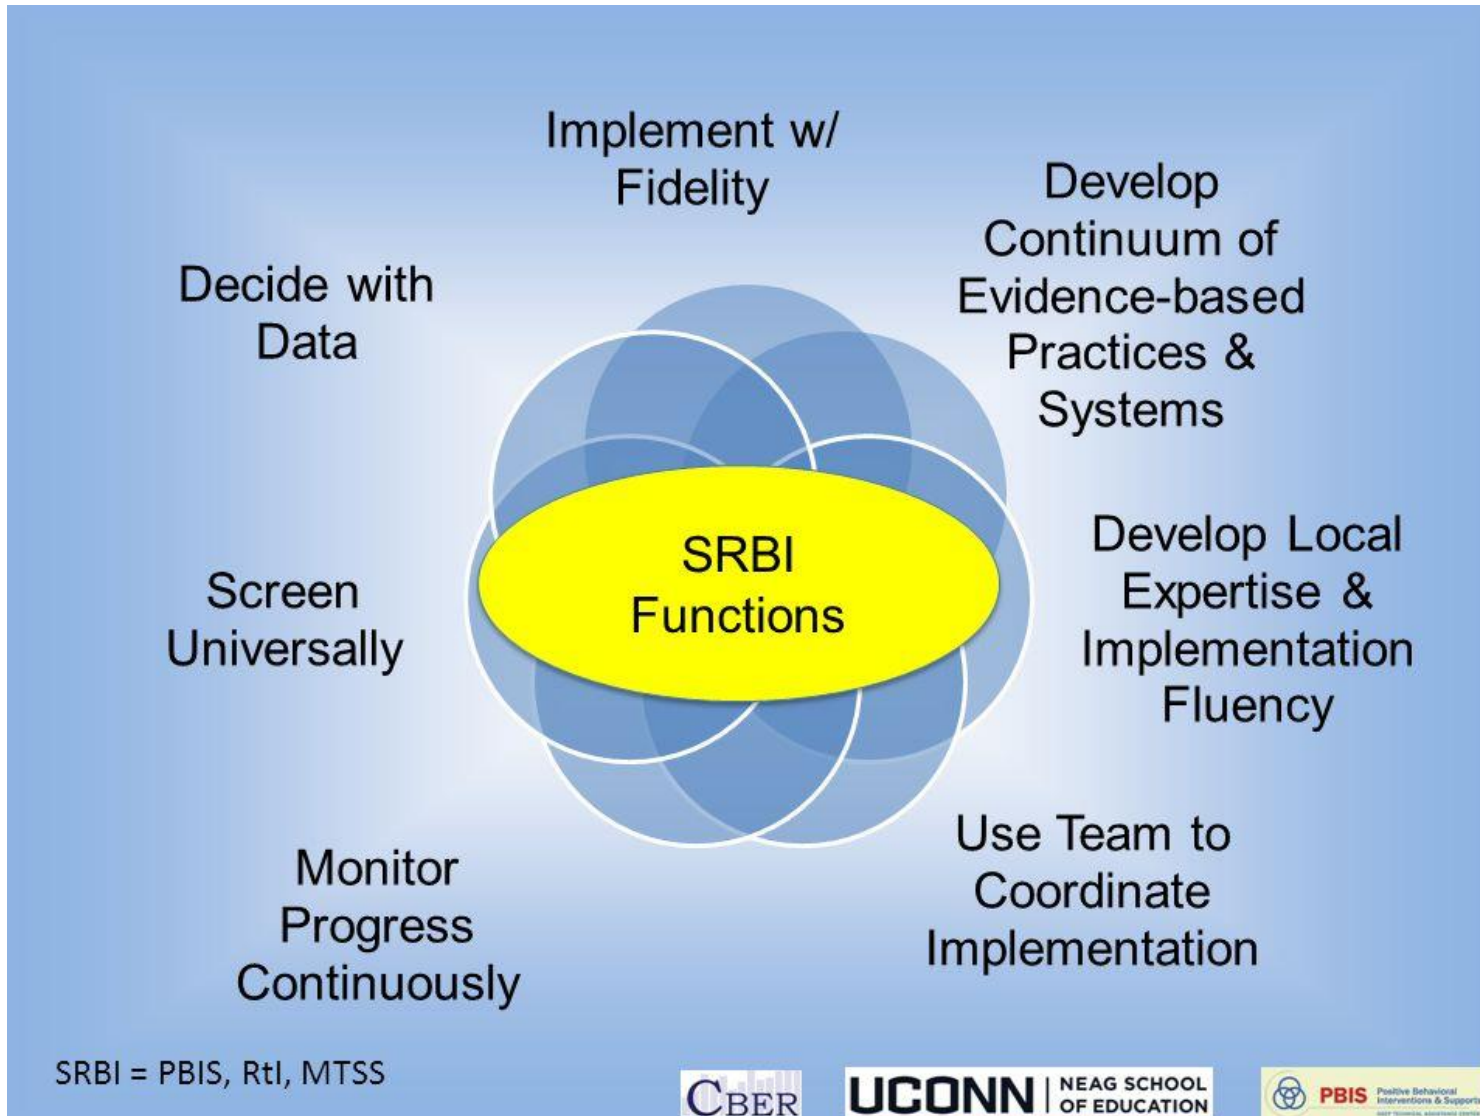 Implement w/
Fidelity
Develop
Continuum of
Evidence-based
Practices &
Systems
Develop Local
Expertise &
Implementation
Fluency
Use Team to
Coordinate
Implementation
Monitor
Progress
Continuously
Screen
Universally
Decide with
Data
SRBI
Functions
SRBI = PBIS, RtI, MTSS
CBER
UCONN
NEAG SCHOOL
OF EDUCATION
PBIS
Positive Behavioral
Interventions &